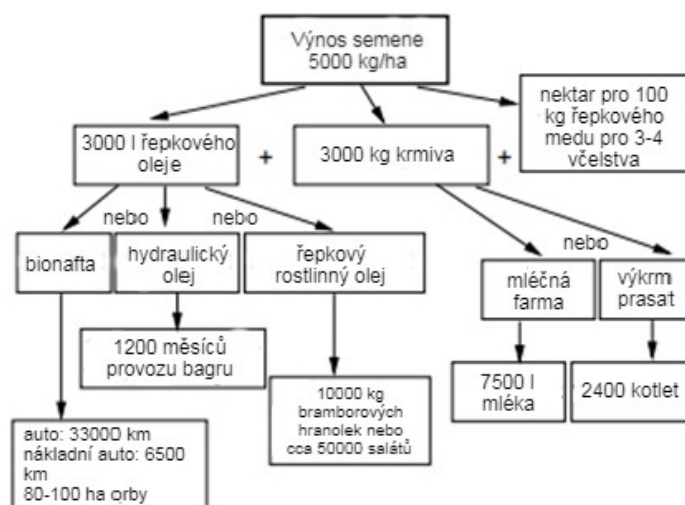 Výnos semene
5000 kg/ha
nektar pro 100
kg řepkového
medu pro 3-4
včelstva
3000 l řepkového
oleje
+
3000 kg krmiva
+
nebo
nebo
nebo
bionafta
hydraulický
olej
řepkový
rostlinný olej
mléčná
farma
výkrm
prasat
1200 měsíců
provozu bagru
10000 kg
bramborových
hranolek nebo
cca 50000 salátů
7500 l
mléka
2400 kotlet
auto: 33000 km
nákladní auto: 6500
km
80-100 ha orby